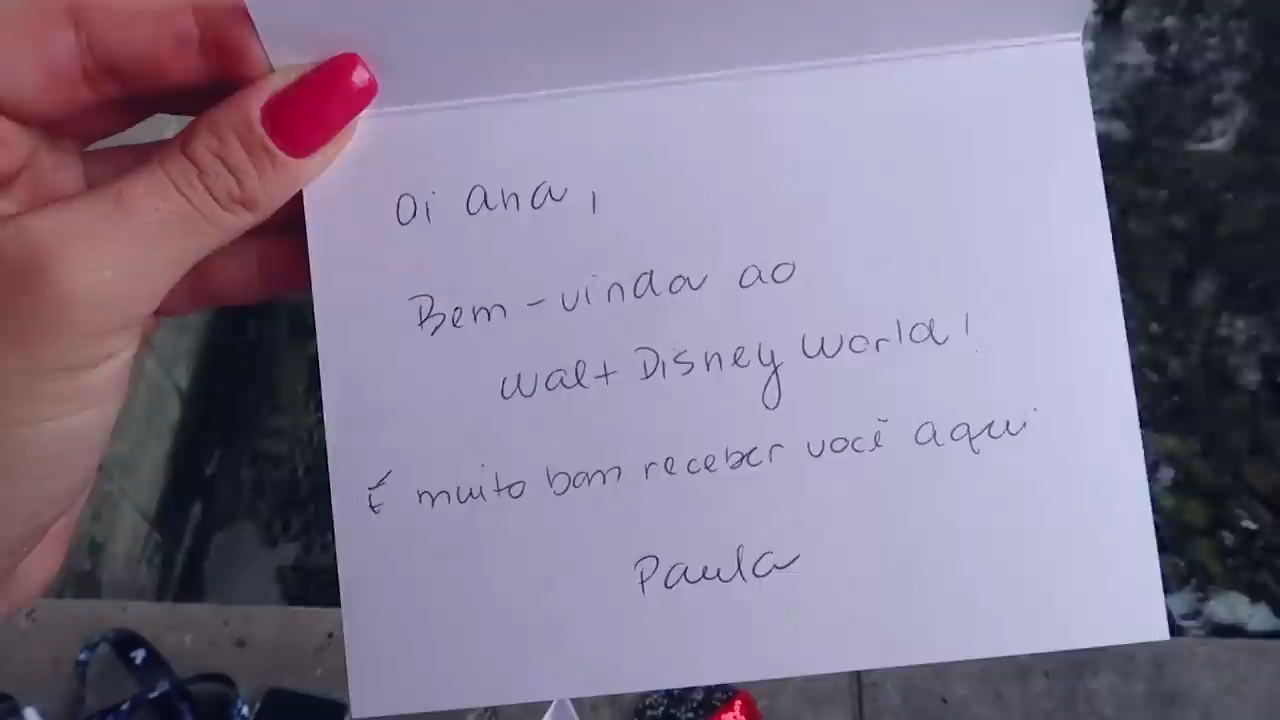 Oi Ana,
Bem-vinda ao
Walt Disney World!
É muito bom receber você aqui
Paula